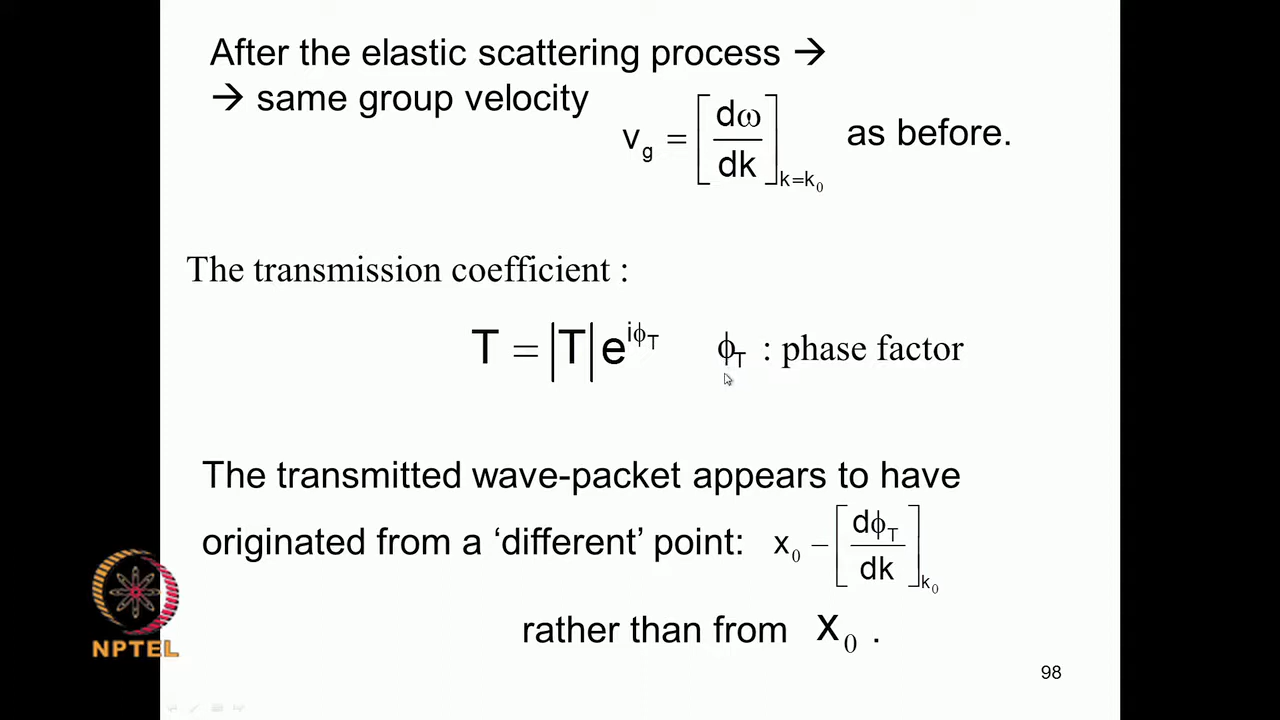 After the elastic scattering process →
→ same group velocity v_g = [dω/dk]_{k=k_0} as before.
The transmission coefficient :
T = |T| e^{iϕ_T} ϕ_T : phase factor
The transmitted wave-packet appears to have
originated from a ‘different’ point: x_0 − [dϕ_T/dk]_{k_0}
rather than from x_0 .
NPTEL
98